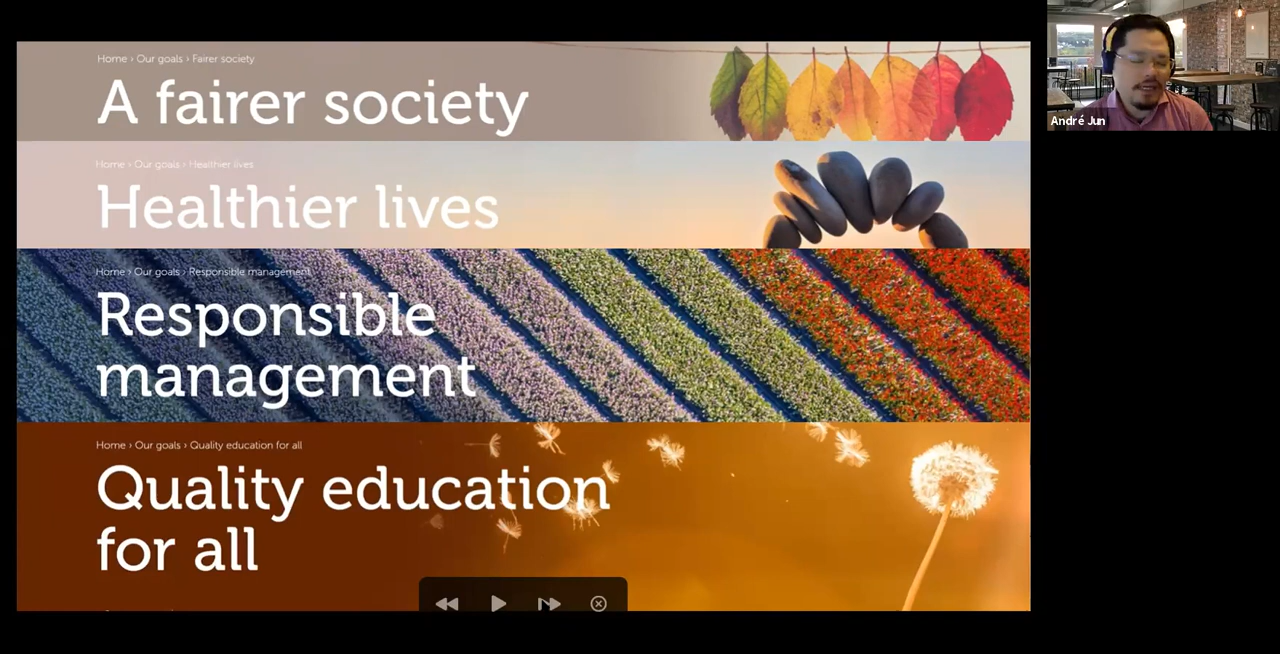 Home › Our goals › Fairer society
A fairer society
Home › Our goals › Healthier lives
Healthier lives
Home › Our goals › Responsible management
Responsible
management
Home › Our goals › Quality education for all
Quality education
for all
André Jun